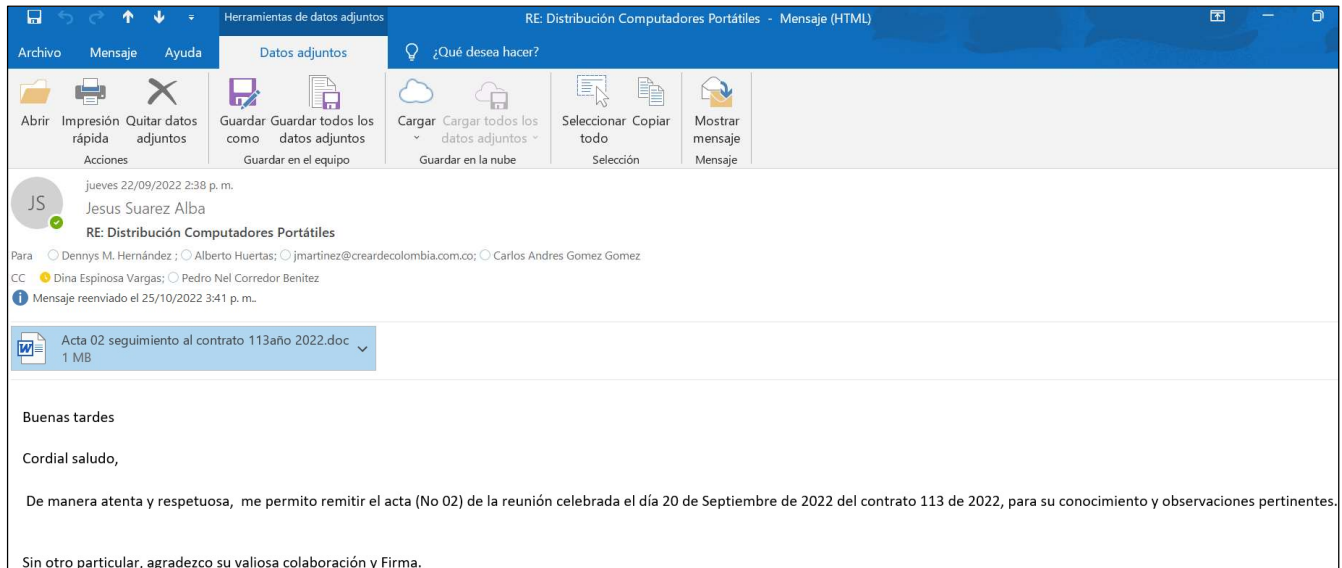 Herramientas de datos adjuntos
RE: Distribución Computadores Portátiles - Mensaje (HTML)
Archivo Mensaje Ayuda Datos adjuntos ¿Qué desea hacer?
Abrir Impresión rápida Quitar datos adjuntos Guardar como Guardar todos los datos adjuntos Cargar Cargar todos los datos adjuntos Seleccionar todo Copiar Mostrar mensaje
Acciones Guardar en el equipo Guardar en la nube Selección Mensaje
jueves 22/09/2022 2:38 p. m.
JS
Jesus Suarez Alba
RE: Distribución Computadores Portátiles
Para Dennys M. Hernández ; Alberto Huertas; jmartinez@creardecolombia.com.co; Carlos Andres Gomez Gomez
CC Dina Espinosa Vargas; Pedro Nel Corredor Benitez
Mensaje reenviado el 25/10/2022 3:41 p. m..
Acta 02 seguimiento al contrato 113año 2022.doc
1 MB
Buenas tardes
Cordial saludo,
De manera atenta y respetuosa, me permito remitir el acta (No 02) de la reunión celebrada el día 20 de Septiembre de 2022 del contrato 113 de 2022, para su conocimiento y observaciones pertinentes.
Sin otro particular, agradezco su valiosa colaboración y Firma.